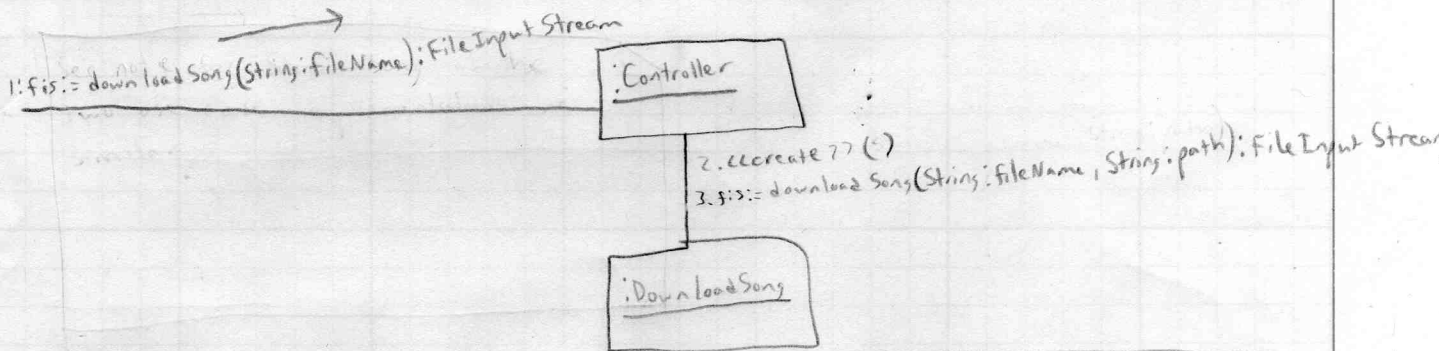 1: fis:= downloadSong(String:fileName):FileInputStream
:Controller
2. <<create>>()
3. fis:= downloadSong(String:fileName, String:path):FileInputStream
:DownloadSong